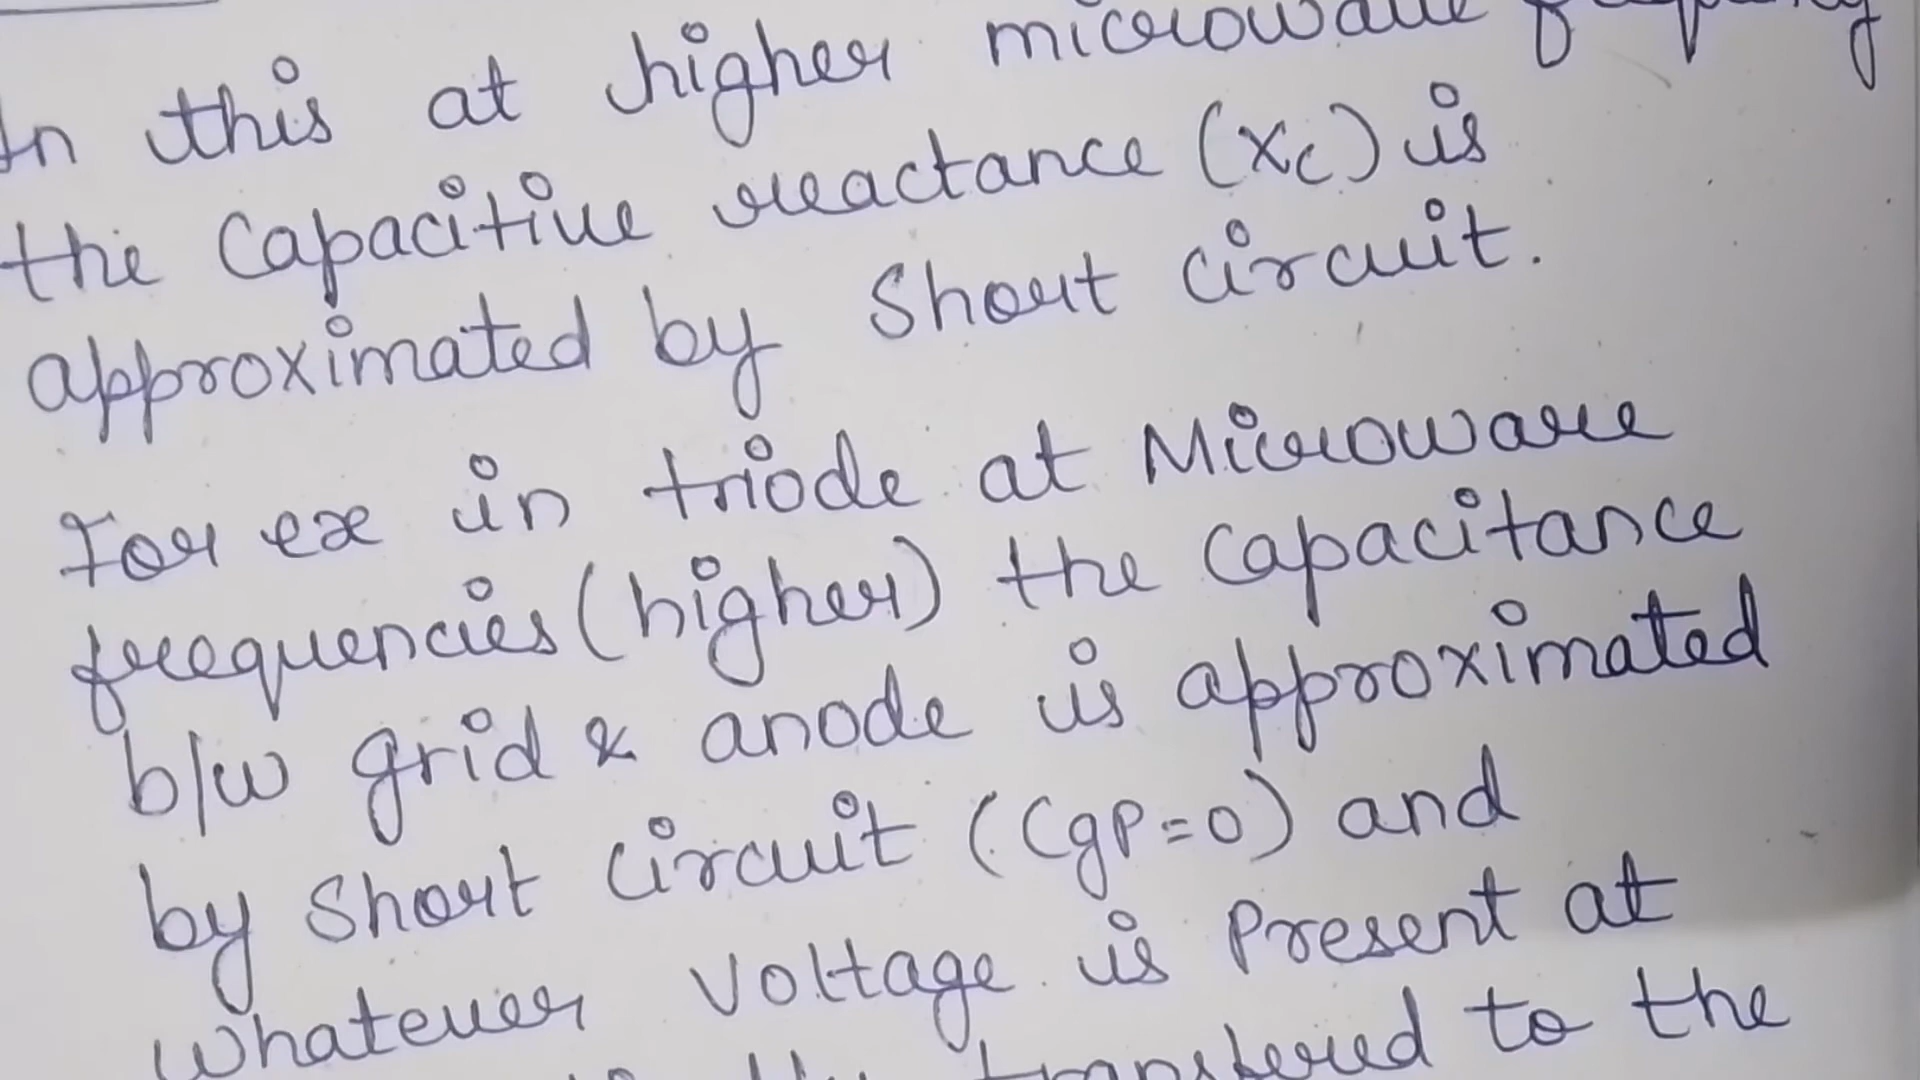 In this at higher microwave frequency
the Capacitive reactance (Xc) is
approximated by Short circuit.
For ex in triode at Microwave
frequencies (higher) the Capacitance
b/w grid & anode is approximated
by Short circuit (Cgp=0) and
whatever voltage is Present at
transfered to the